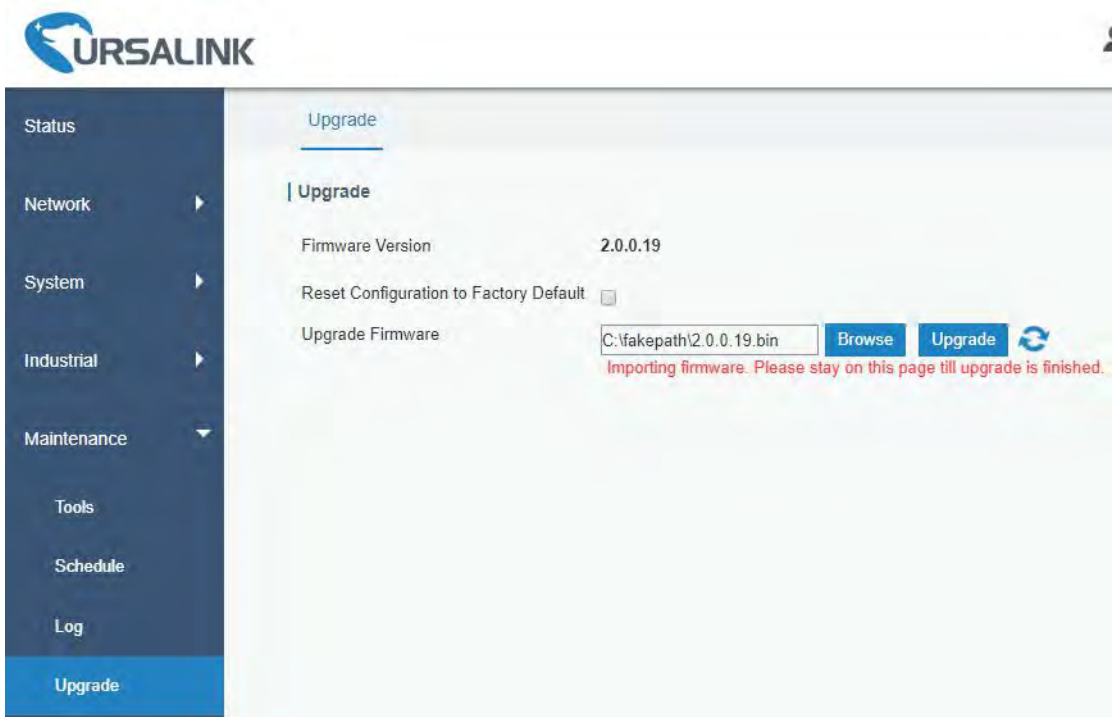 URSALINK
Status
Network
System
Industrial
Maintenance
Tools
Schedule
Log
Upgrade
Upgrade
Upgrade
Firmware Version 2.0.0.19
Reset Configuration to Factory Default
Upgrade Firmware C:\fakepath\2.0.0.19.bin Browse Upgrade
Importing firmware. Please stay on this page till upgrade is finished.